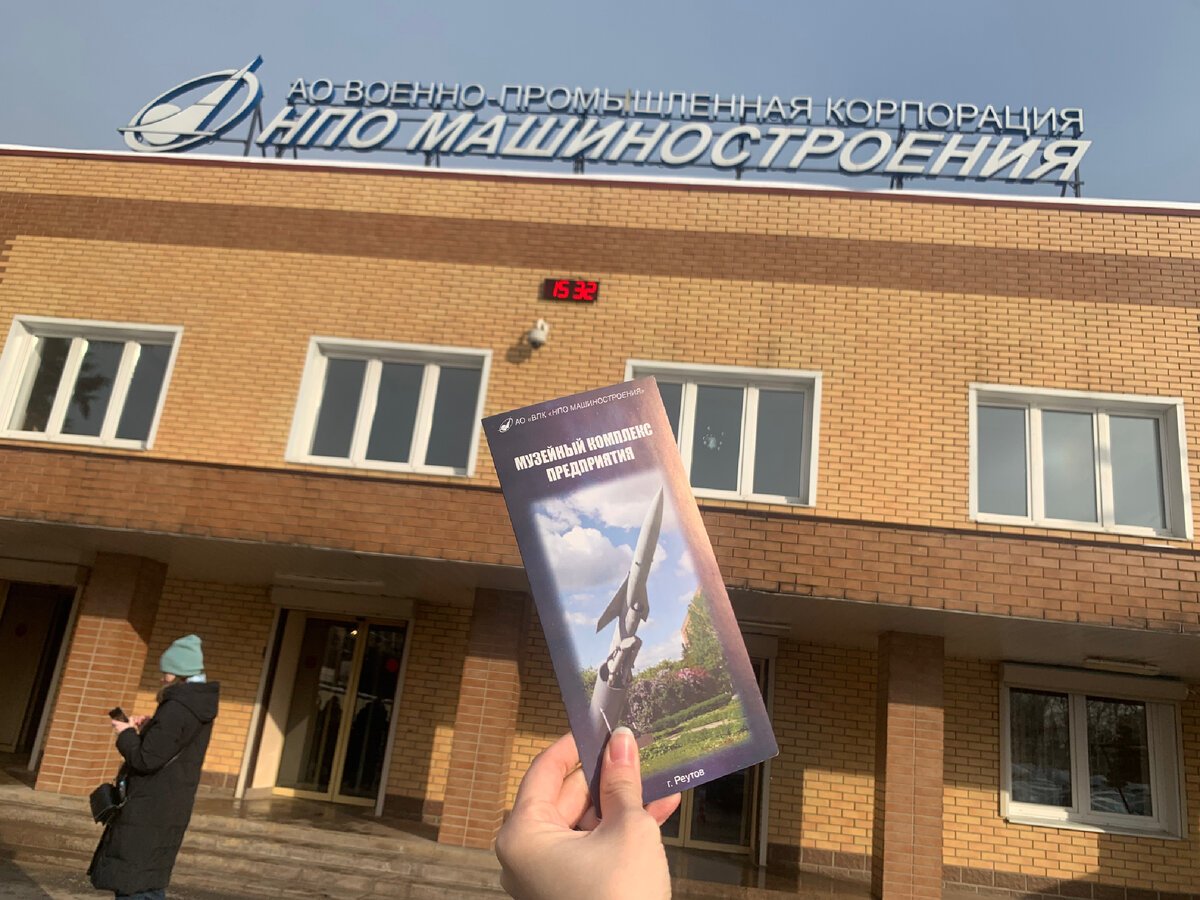 АО ВОЕННО-ПРОМЫШЛЕННАЯ КОРПОРАЦИЯ
НПО МАШИНОСТРОЕНИЯ
15 32
АО «ВПК «НПО МАШИНОСТРОЕНИЯ»
МУЗЕЙНЫЙ КОМПЛЕКС
ПРЕДПРИЯТИЯ
г. Реутов